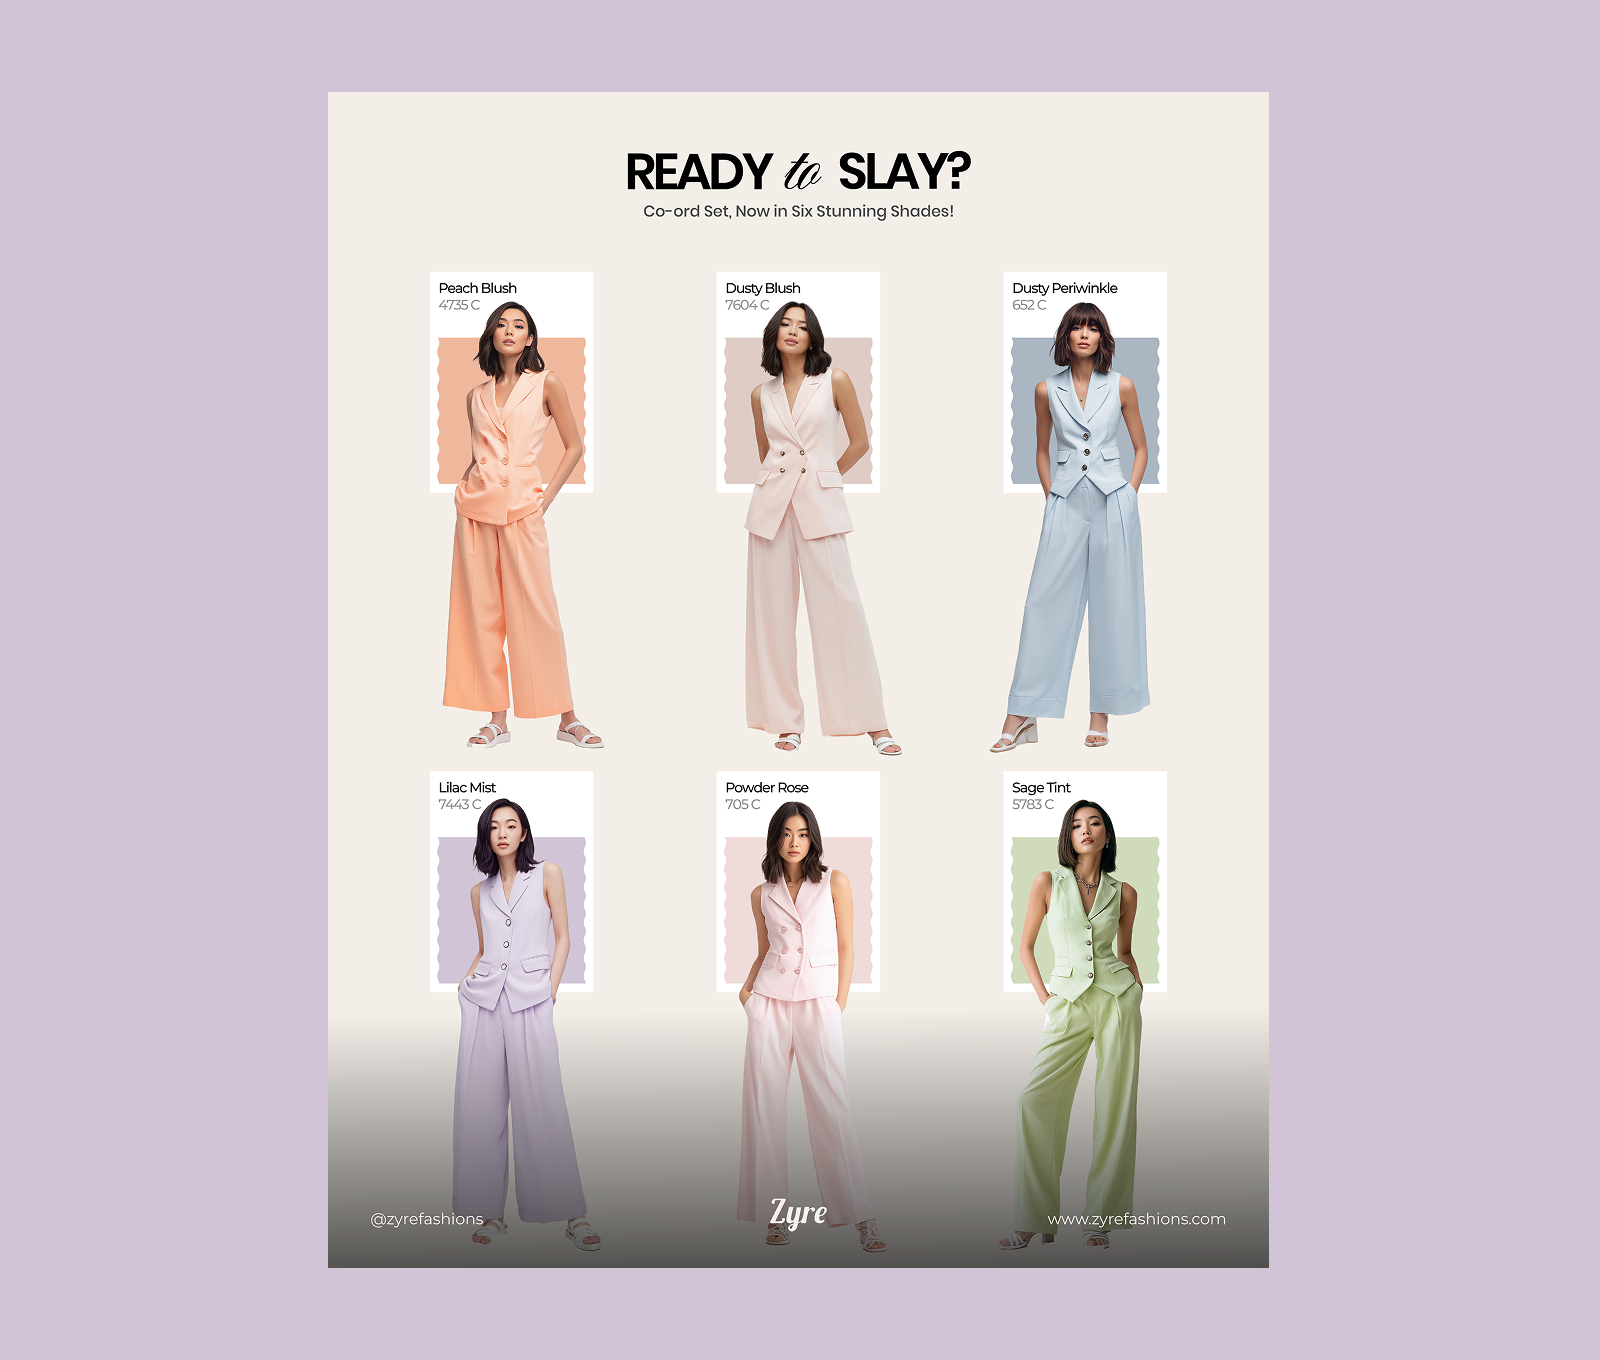 READY to SLAY?
Co-ord Set, Now in Six Stunning Shades!
Peach Blush
4735 C
Dusty Blush
7604 C
Dusty Periwinkle
652 C
Lilac Mist
7443 C
Powder Rose
705 C
Sage Tint
5783 C
@zyrefashions
Zyre
www.zyrefashions.com